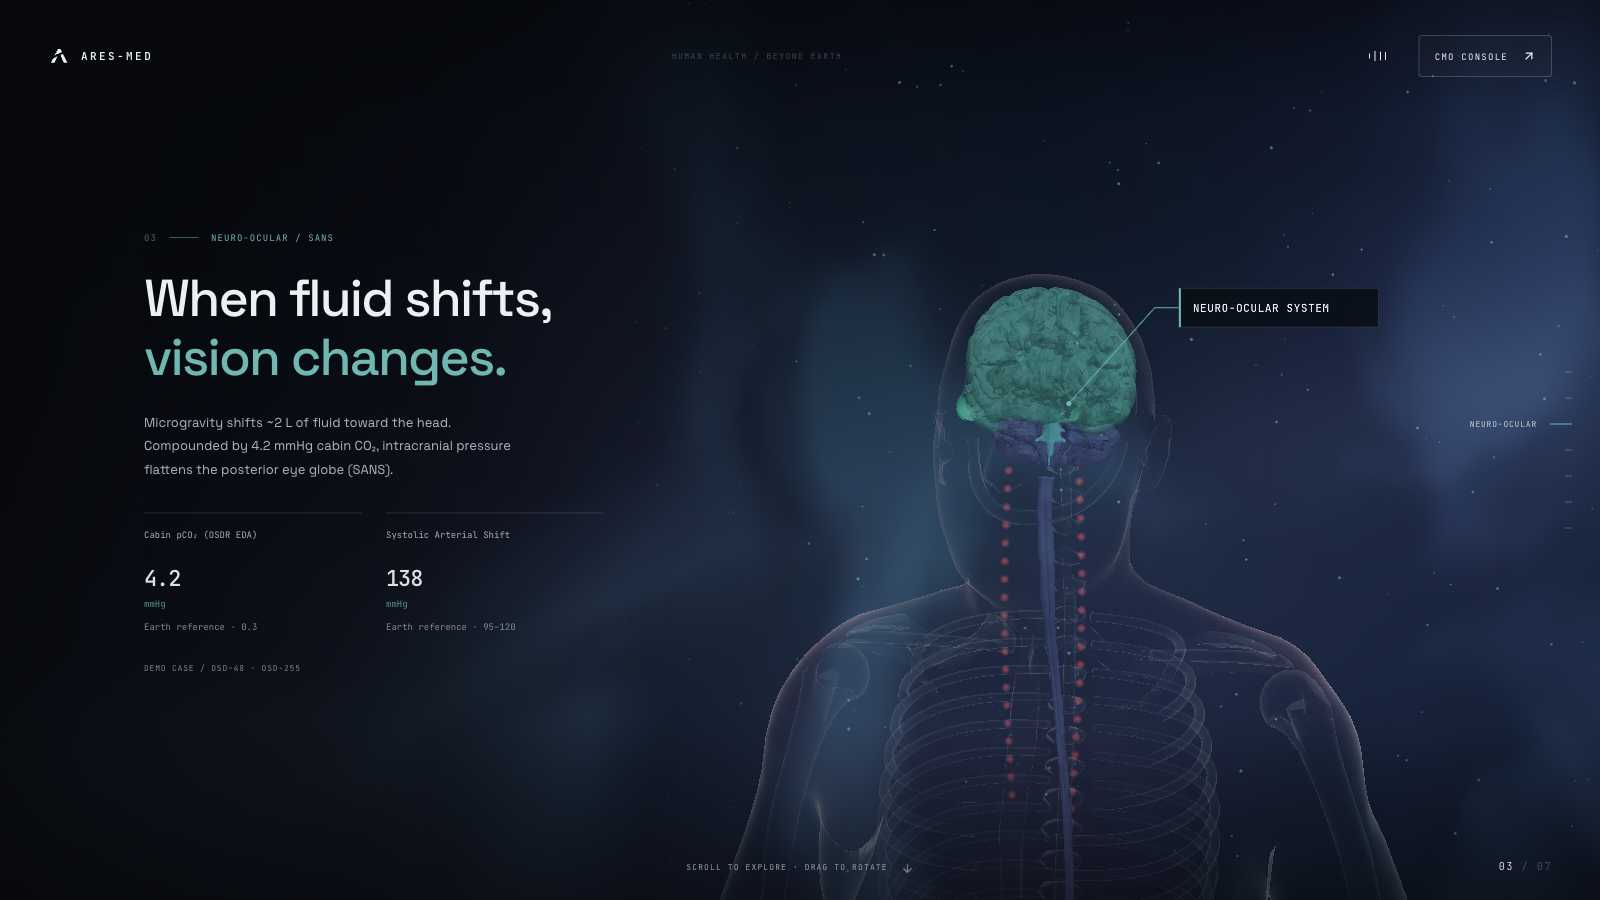 ARES-MED
HUMAN HEALTH / BEYOND EARTH
CMO CONSOLE
03 NEURO-OCULAR / SANS
When fluid shifts,
vision changes.
Microgravity shifts ~2 L of fluid toward the head.
Compounded by 4.2 mmHg cabin CO₂, intracranial pressure
flattens the posterior eye globe (SANS).
Cabin pCO₂ (OSDR EDA)
4.2
mmHg
Earth reference · 0.3
Systolic Arterial Shift
138
mmHg
Earth reference · 95–120
DEMO CASE / OSD-48 · OSD-255
NEURO-OCULAR SYSTEM
NEURO-OCULAR
SCROLL TO EXPLORE · DRAG TO ROTATE
03 / 07